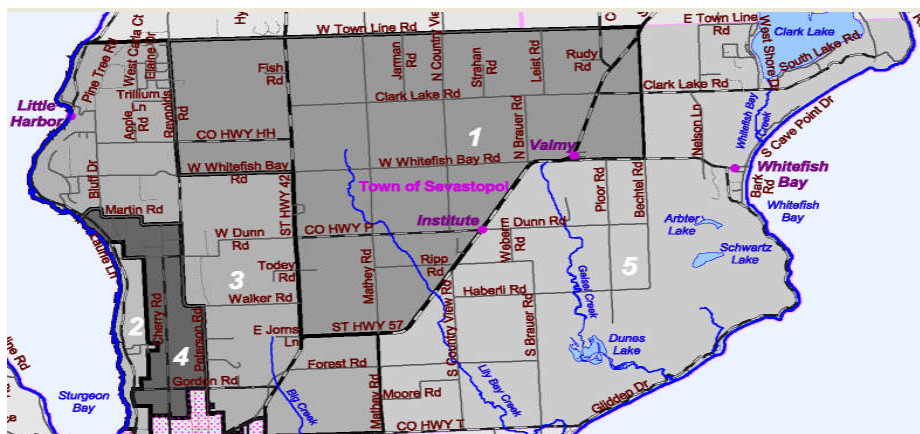 W Town Line Rd
E Town Line Rd
Clark Lake
South Lake Rd
West Shore Dr
Pine Tree Rd
West Carla Ct
Elaine Dr
Fish Rd
Jarman Rd
N Country Vie
Strahan Rd
Leist Rd
Rudy Rd
Trillium Ln
Apple Rd
Reynolds Rd
Clark Lake Rd
Clark Lake Rd
Little Harbor
CO HWY HH
1
N Brauer Rd
Valmy
Nelson Ln
Whitefish Bay Creek
S Cave Point Dr
W Whitefish Bay Rd
W Whitefish Bay Rd
Whitefish Bay
Bluff Dr
ST HWY 42
Town of Sevastopol
Ploor Rd
Bechtel Rd
Bark Rd
Whitefish Bay
Martin Rd
Institute
W Dunn Rd
CO HWY P
E Dunn Rd
Weber Rd
Arbter Lake
Schwartz Lake
3
Todey Rd
Mathey Rd
Ripp Rd
5
Geisel Creek
Haberli Rd
Walker Rd
2
Cherry Rd
4
Peterson Rd
E Jorns Ln
ST HWY 57
S Country View Rd
S Brauer Rd
Dunes Lake
Forest Rd
Gordon Rd
Mathey Rd
Moore Rd
Lily Bay Creek
Big Creek
Sturgeon Bay
CO HWY T
Glidden Dr